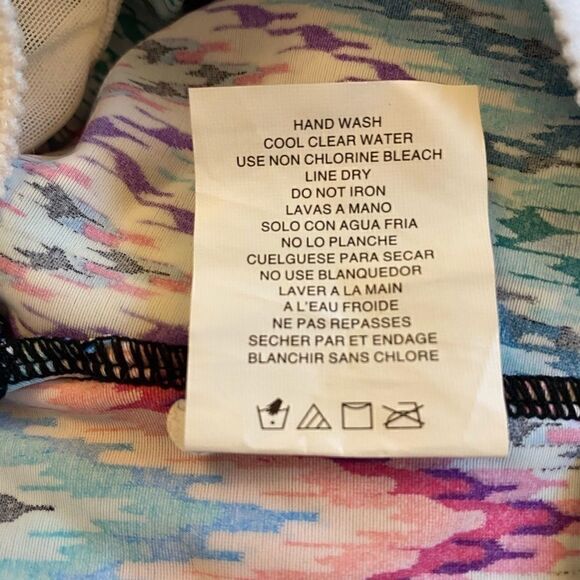 HAND WASH
COOL CLEAR WATER
USE NON CHLORINE BLEACH
LINE DRY
DO NOT IRON
LAVAS A MANO
SOLO CON AGUA FRIA
NO LO PLANCHE
CUELGUESE PARA SECAR
NO USE BLANQUEDOR
LAVER A LA MAIN
A L'EAU FROIDE
NE PAS REPASSES
SECHER PAR ET ENDAGE
BLANCHIR SANS CHLORE